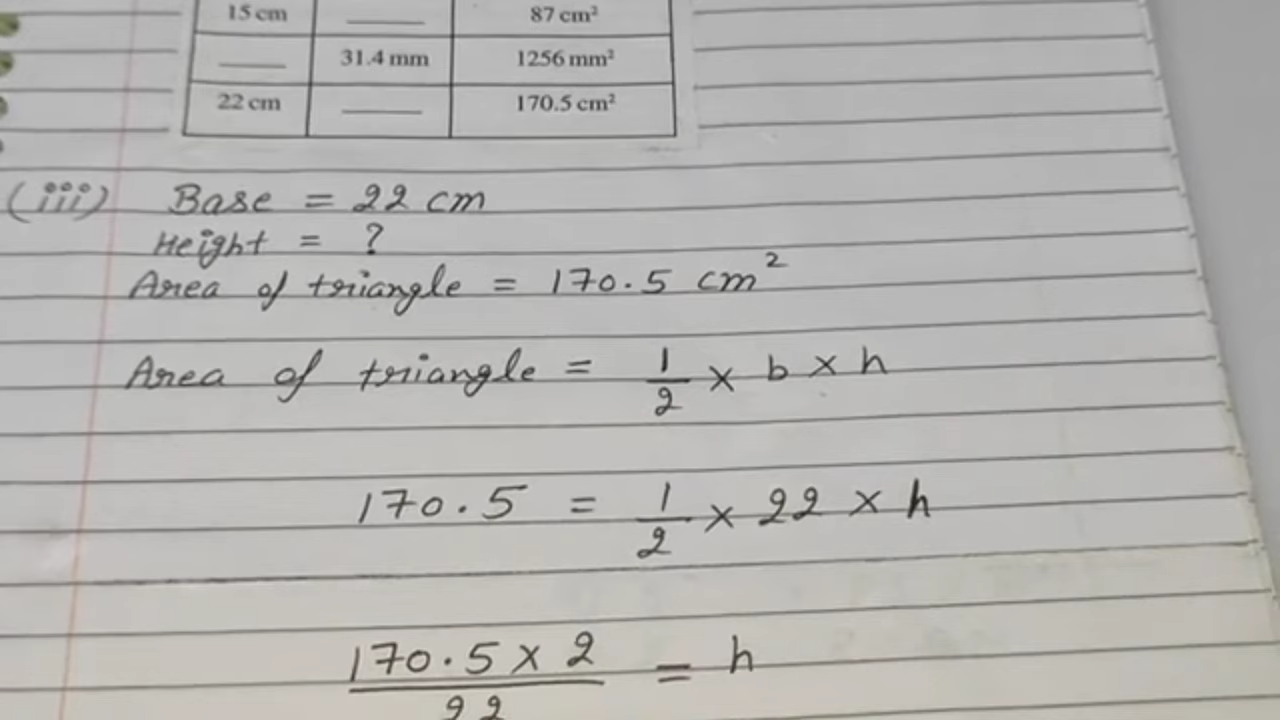 15 cm ______ 87 cm²
______ 31.4 mm 1256 mm²
22 cm ______ 170.5 cm²
(iii) Base = 22 cm
Height = ?
Area of triangle = 170.5 cm²
Area of triangle = 1/2 × b × h
170.5 = 1/2 × 22 × h
170.5 × 2 / 22 = h